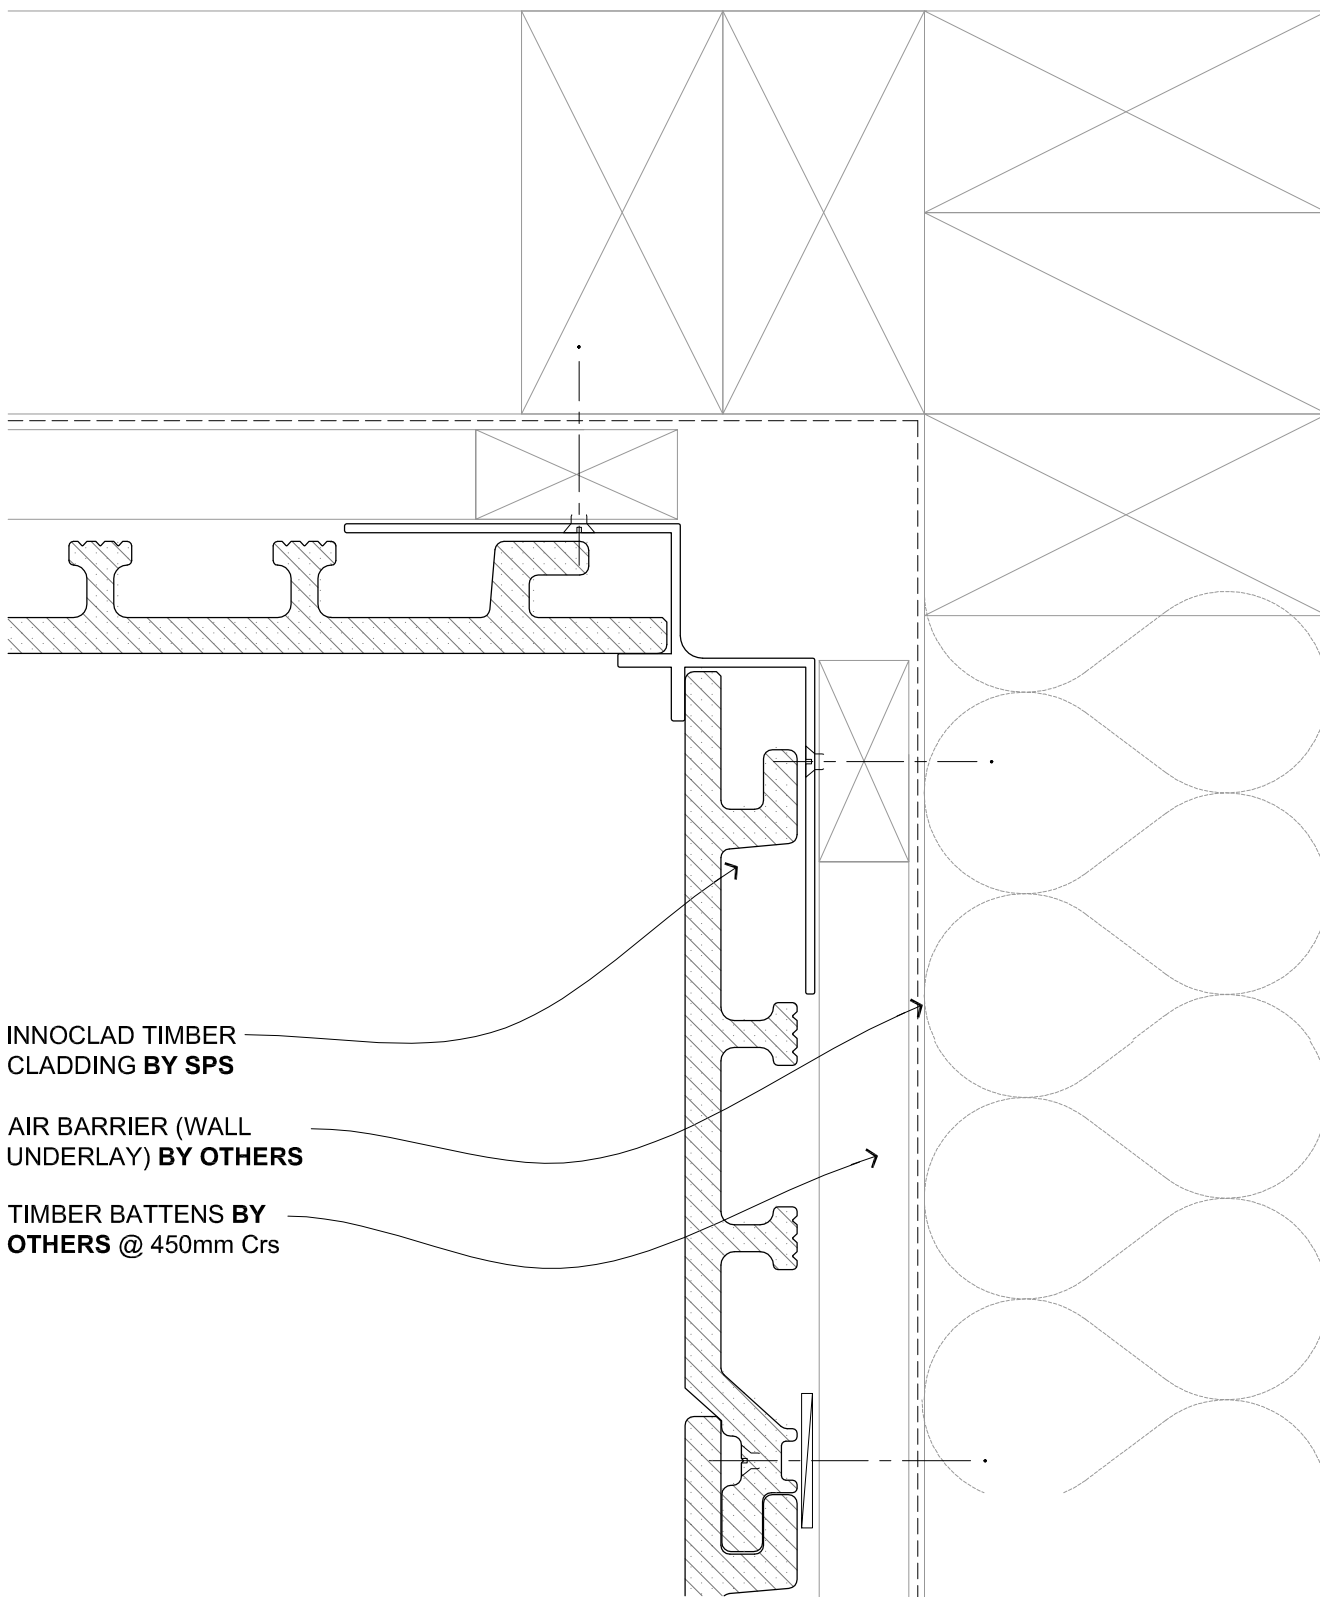 INNOCLAD TIMBER
CLADDING BY SPS
AIR BARRIER (WALL
UNDERLAY) BY OTHERS
TIMBER BATTENS BY
OTHERS @ 450mm Crs